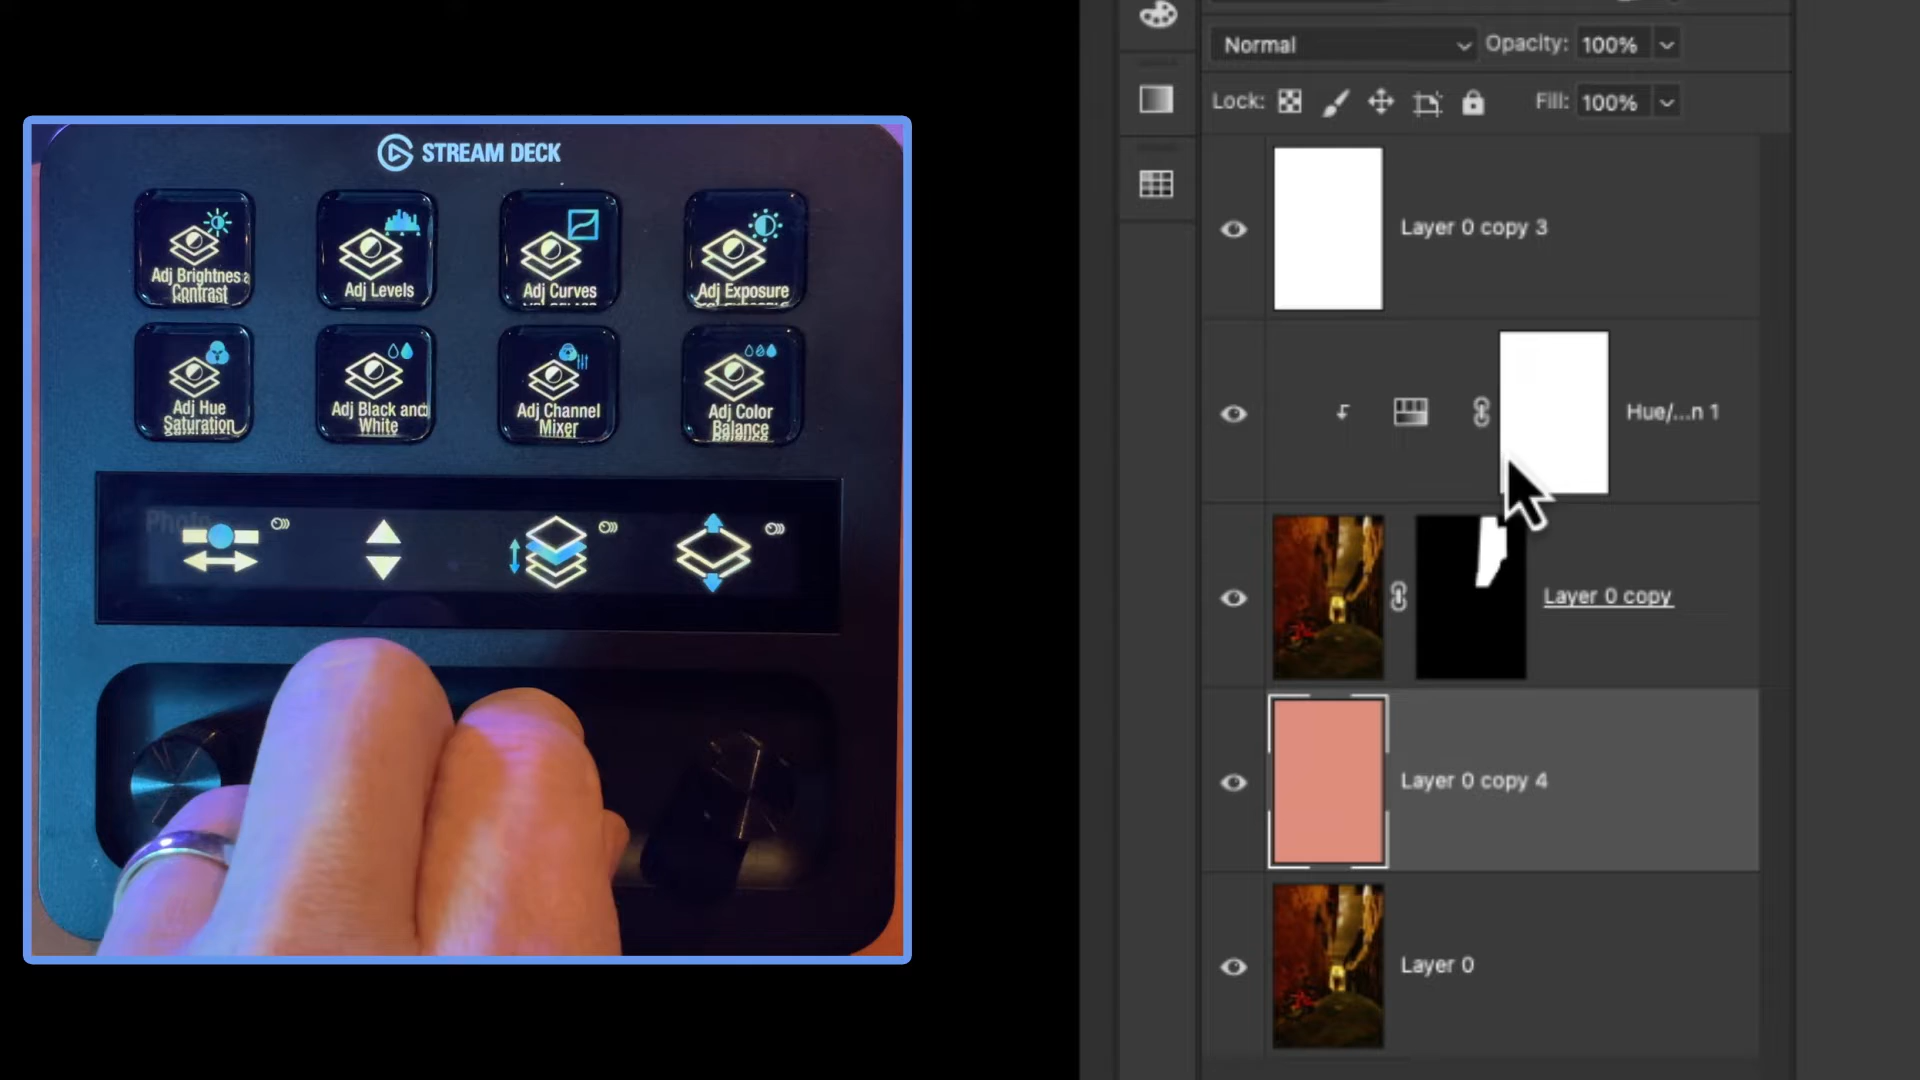 STREAM DECK
Adj Brightness
Contrast
Adj Levels
Adj Curves
Adj Exposure
Adj Hue
Saturation
Adj Black and
White
Adj Channel
Mixer
Adj Color
Balance
Photo
Normal
Opacity: 100%
Lock:
Fill: 100%
Layer 0 copy 3
Hue/...n 1
Layer 0 copy
Layer 0 copy 4
Layer 0